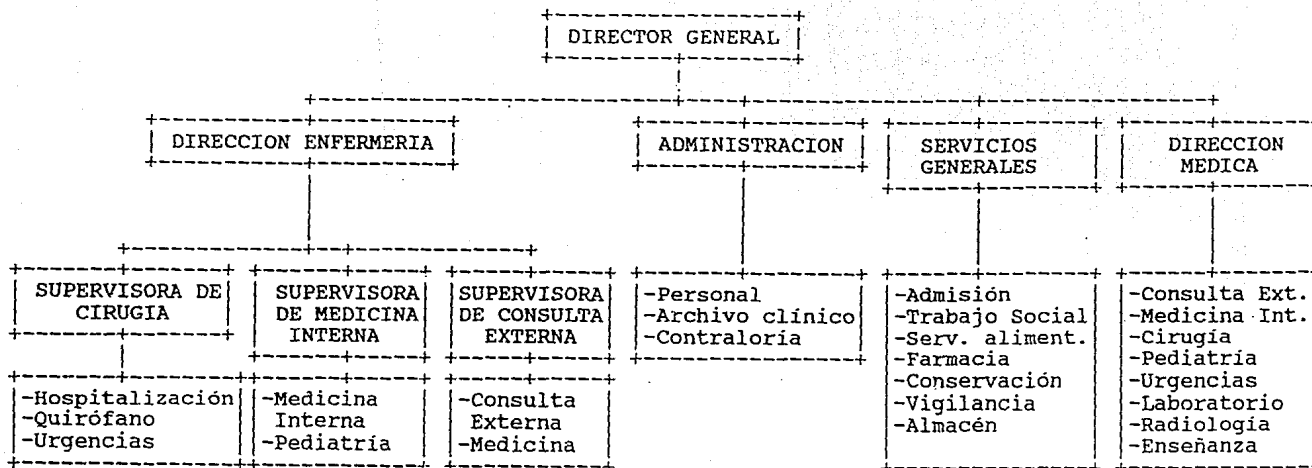 DIRECTOR GENERAL
DIRECCION ENFERMERIA
ADMINISTRACION
SERVICIOS
GENERALES
DIRECCION
MEDICA
SUPERVISORA DE
CIRUGIA
SUPERVISORA
DE MEDICINA
INTERNA
SUPERVISORA
DE CONSULTA
EXTERNA
-Hospitalización
-Quirófano
-Urgencias
-Medicina
Interna
-Pediatría
-Consulta
Externa
-Medicina
-Personal
-Archivo clínico
-Contraloría
-Admisión
-Trabajo Social
-Serv. aliment.
-Farmacia
-Conservación
-Vigilancia
-Almacén
-Consulta Ext.
-Medicina Int.
-Cirugía
-Pediatría
-Urgencias
-Laboratorio
-Radiología
-Enseñanza